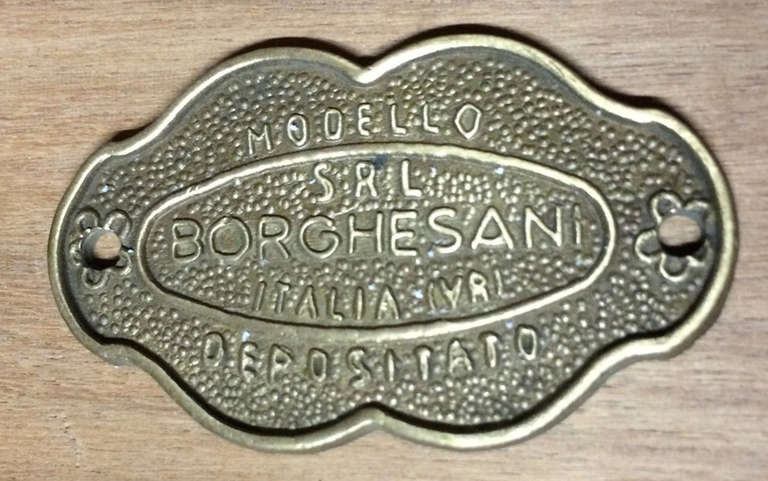 MODELLO
SRL
BORGHESANI
ITALIA (VR)
DEPOSITATO